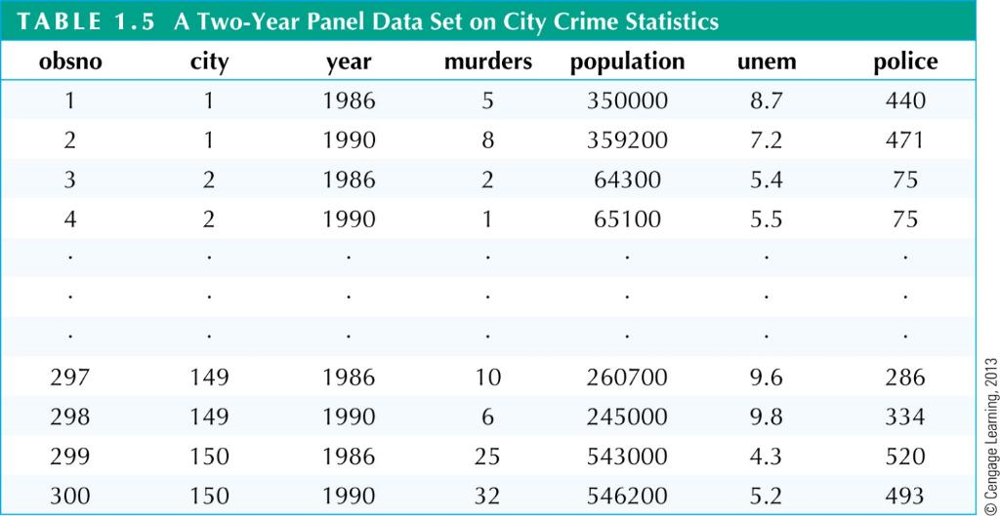 TABLE 1.5 A Two-Year Panel Data Set on City Crime Statistics
obsno city year murders population unem police
1 1 1986 5 350000 8.7 440
2 1 1990 8 359200 7.2 471
3 2 1986 2 64300 5.4 75
4 2 1990 1 65100 5.5 75
. . . . . . .
. . . . . . .
. . . . . . .
297 149 1986 10 260700 9.6 286
298 149 1990 6 245000 9.8 334
299 150 1986 25 543000 4.3 520
300 150 1990 32 546200 5.2 493
© Cengage Learning, 2013